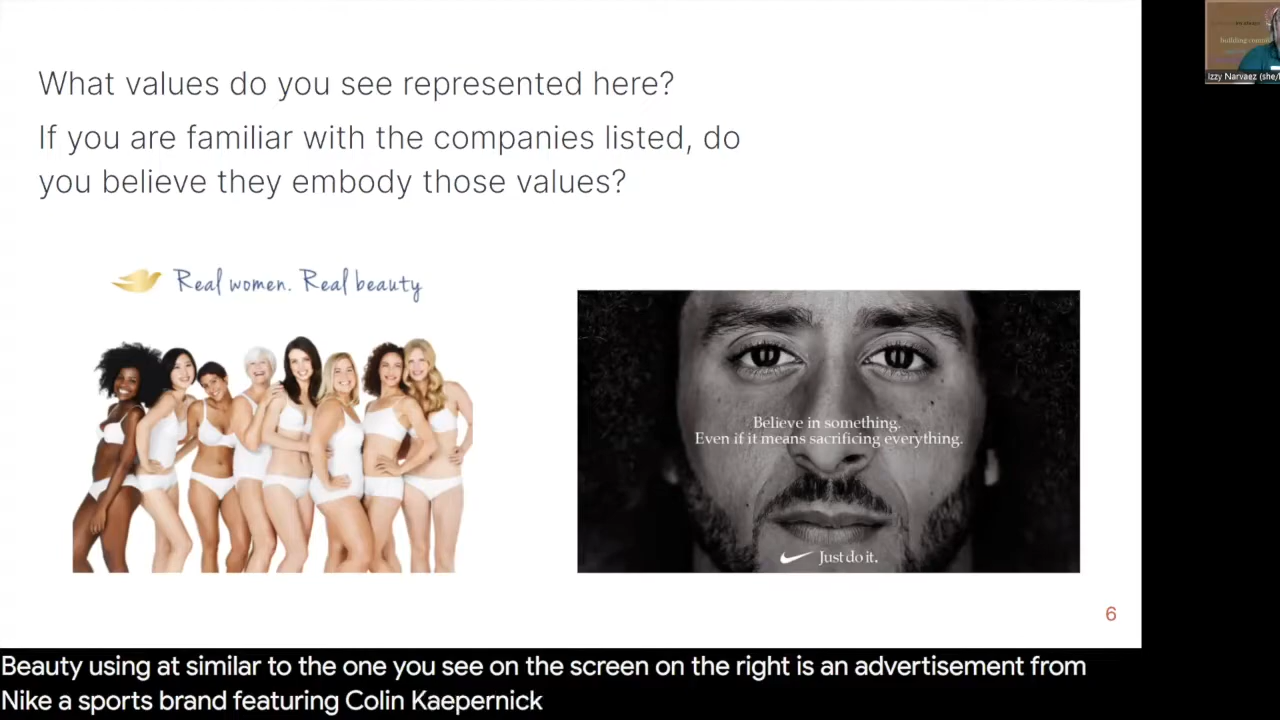 What values do you see represented here?
If you are familiar with the companies listed, do
you believe they embody those values?
Real women. Real beauty
Believe in something.
Even if it means sacrificing everything.
Just do it.
6
Beauty using at similar to the one you see on the screen on the right is an advertisement from
Nike a sports brand featuring Colin Kaepernick
Izzy Narvaez (she/